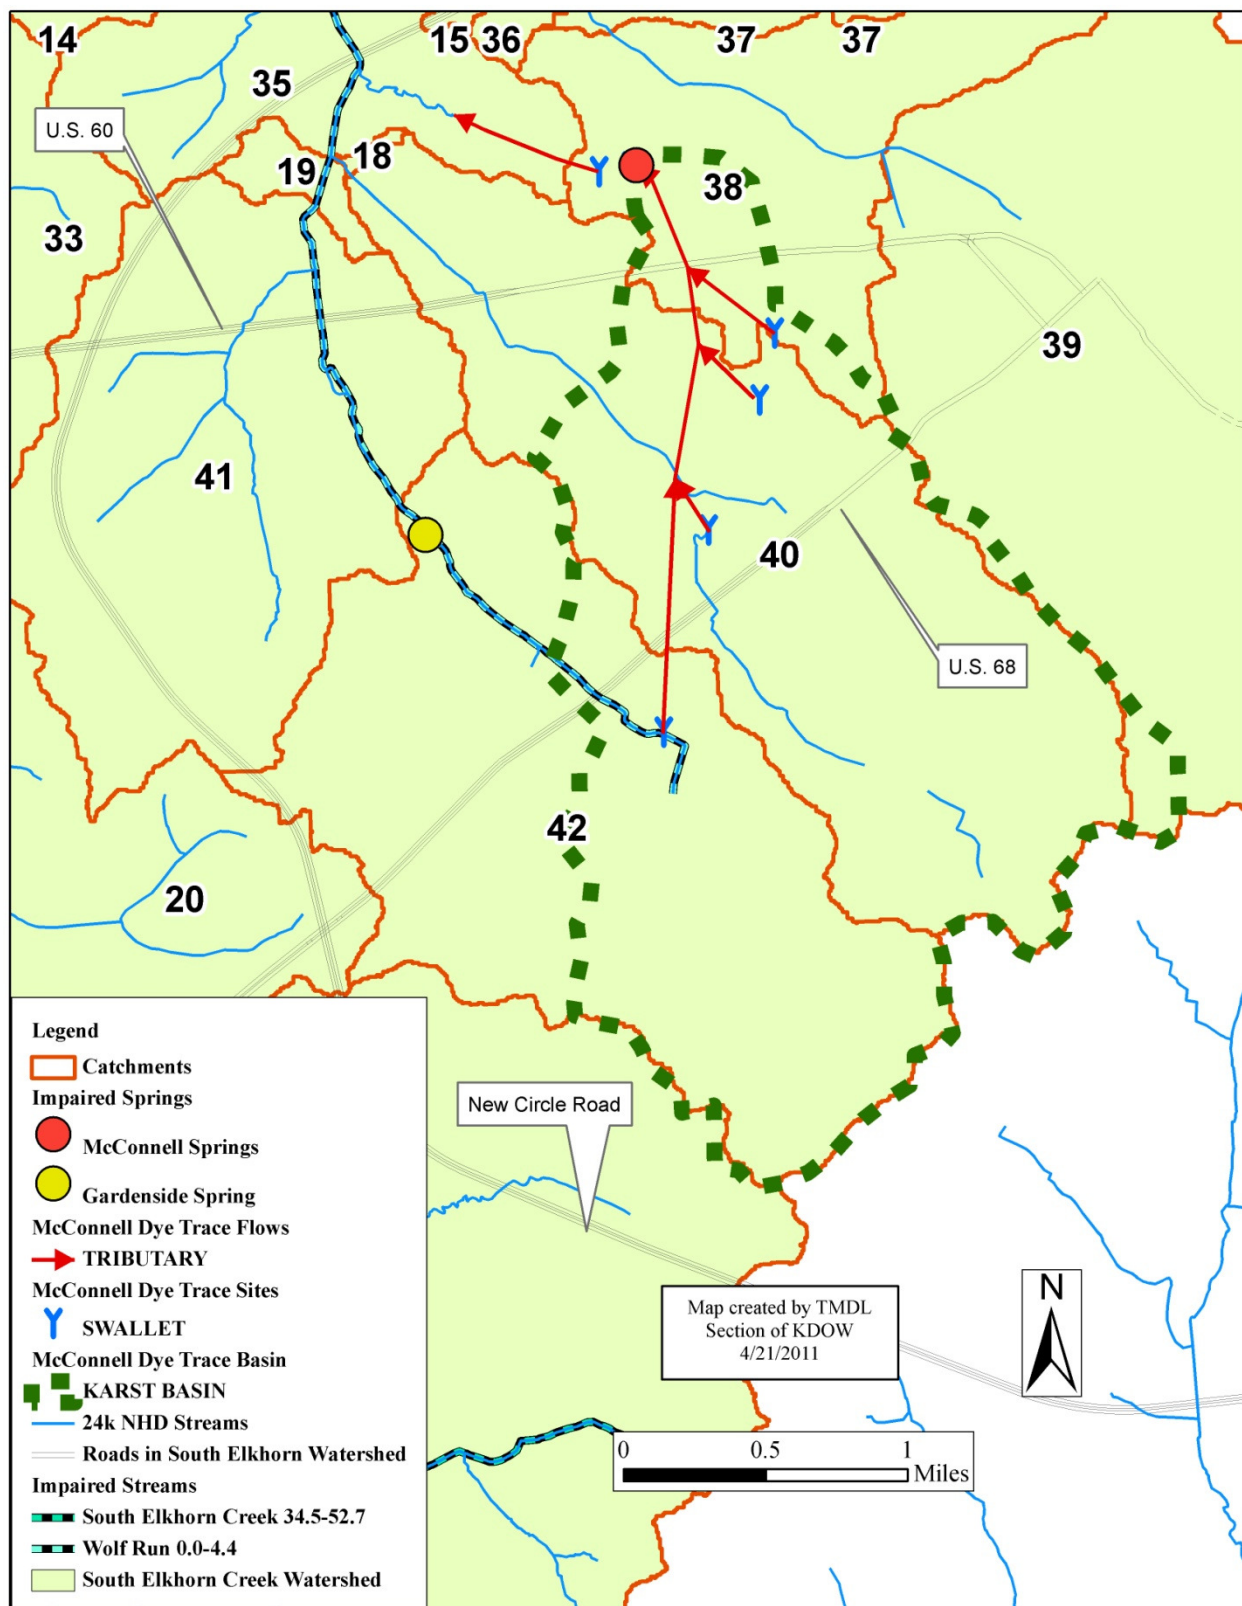 14
15
36
37
37
35
U.S. 60
19
18
38
33
39
41
40
U.S. 68
42
20
New Circle Road
Legend
Catchments
Impaired Springs
McConnell Springs
Gardenside Spring
McConnell Dye Trace Flows
TRIBUTARY
McConnell Dye Trace Sites
SWALLET
McConnell Dye Trace Basin
KARST BASIN
24k NHD Streams
Roads in South Elkhorn Watershed
Impaired Streams
South Elkhorn Creek 34.5-52.7
Wolf Run 0.0-4.4
South Elkhorn Creek Watershed
Map created by TMDL
Section of KDOW
4/21/2011
N
0 0.5 1
Miles